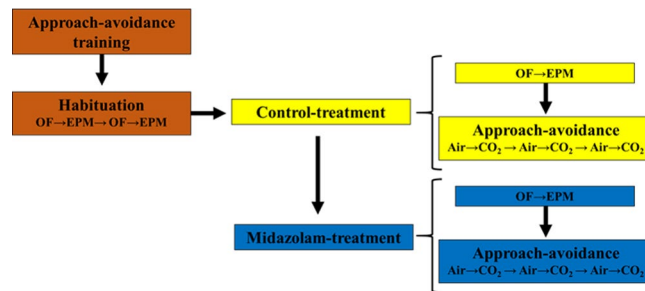 Approach-avoidance
training
Habituation
OF→EPM→OF→EPM
Control-treatment
OF→EPM
Approach-avoidance
Air→CO₂ → Air→CO₂ → Air→CO₂
Midazolam-treatment
OF→EPM
Approach-avoidance
Air→CO₂ → Air→CO₂ → Air→CO₂